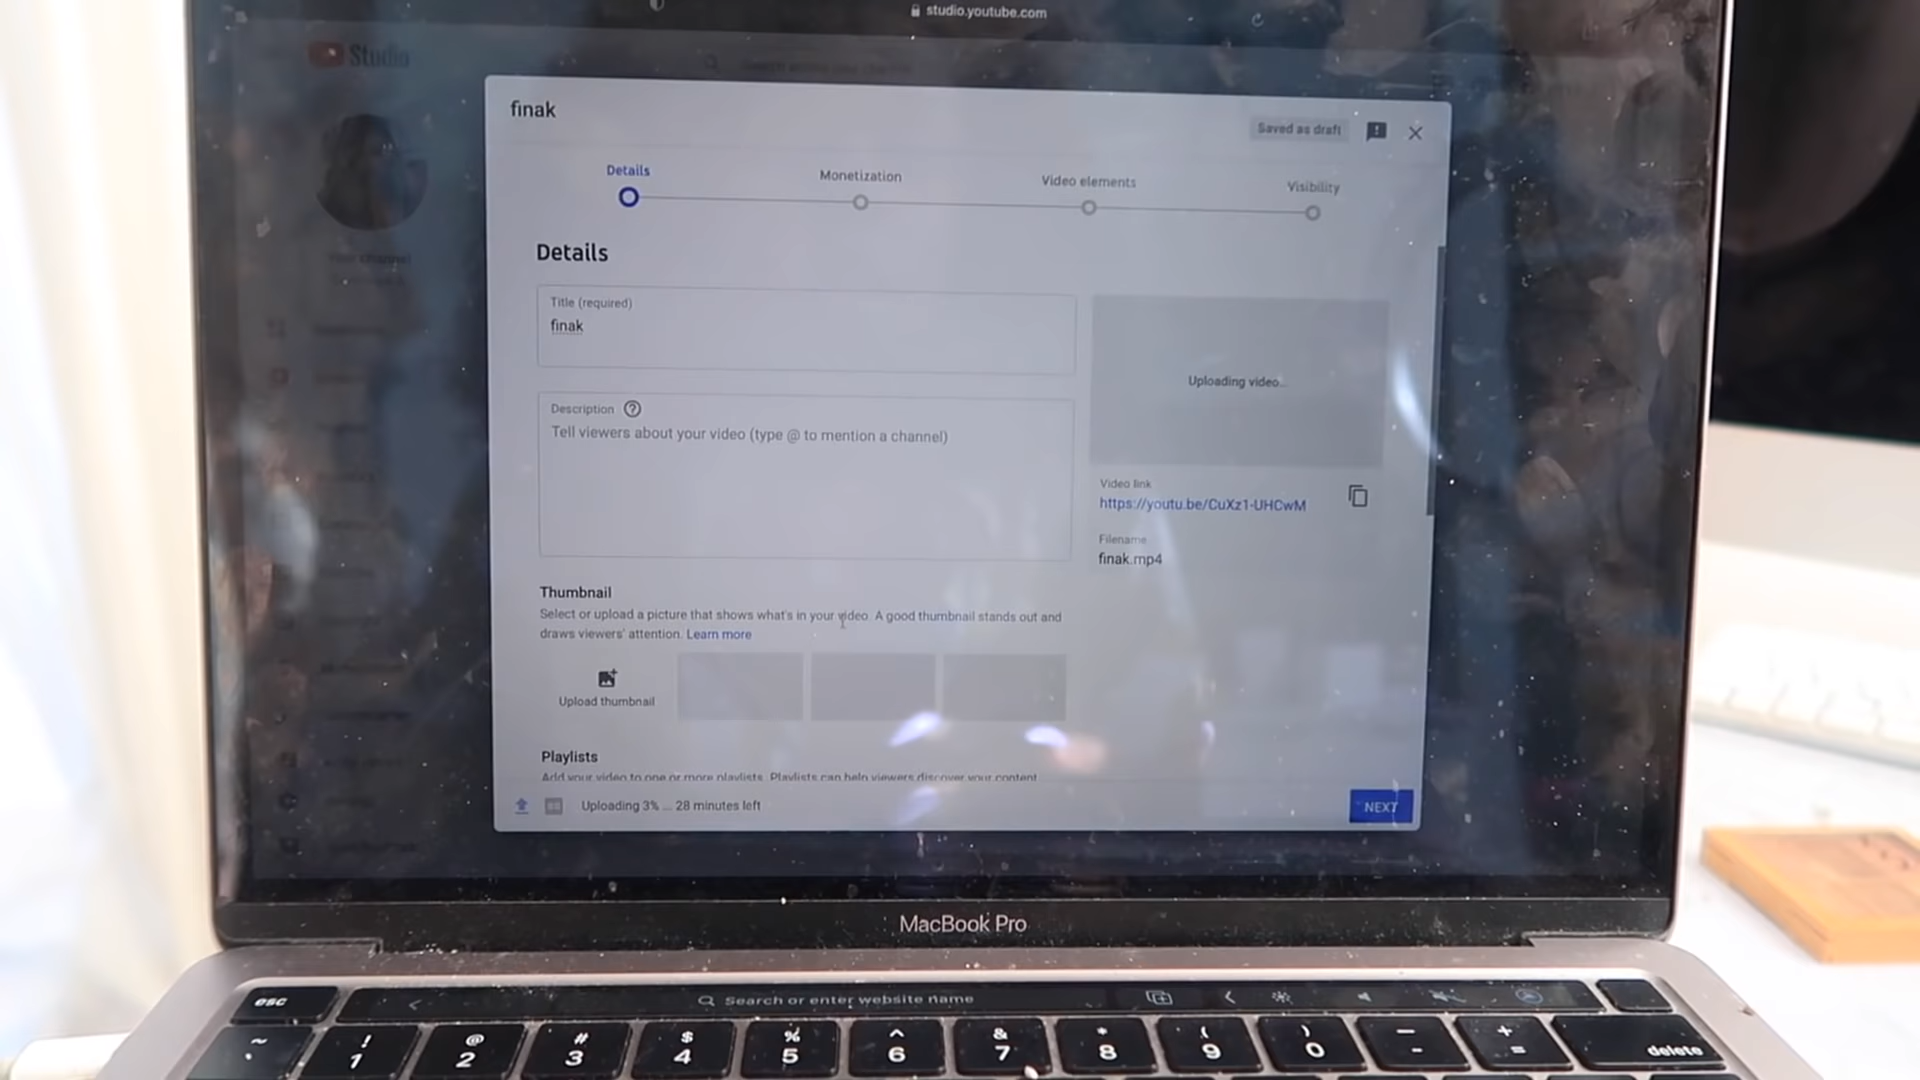 studio.youtube.com
Studio
finak
Saved as draft
Details
Monetization
Video elements
Visibility
Details
Title (required)
finak
Uploading video...
Description
Tell viewers about your video (type @ to mention a channel)
Video link
https://youtu.be/CuXz1-UHCwM
Filename
finak.mp4
Thumbnail
Select or upload a picture that shows what's in your video. A good thumbnail stands out and
draws viewers' attention. Learn more
Upload thumbnail
Playlists
Add your video to one or more playlists. Playlists can help viewers discover your content
Uploading 3% ... 28 minutes left
NEXT
MacBook Pro
esc
Search or enter website name
~ ! @ # $ % ^ & * ( ) — +
` 1 2 3 4 5 6 7 8 9 0 - = delete